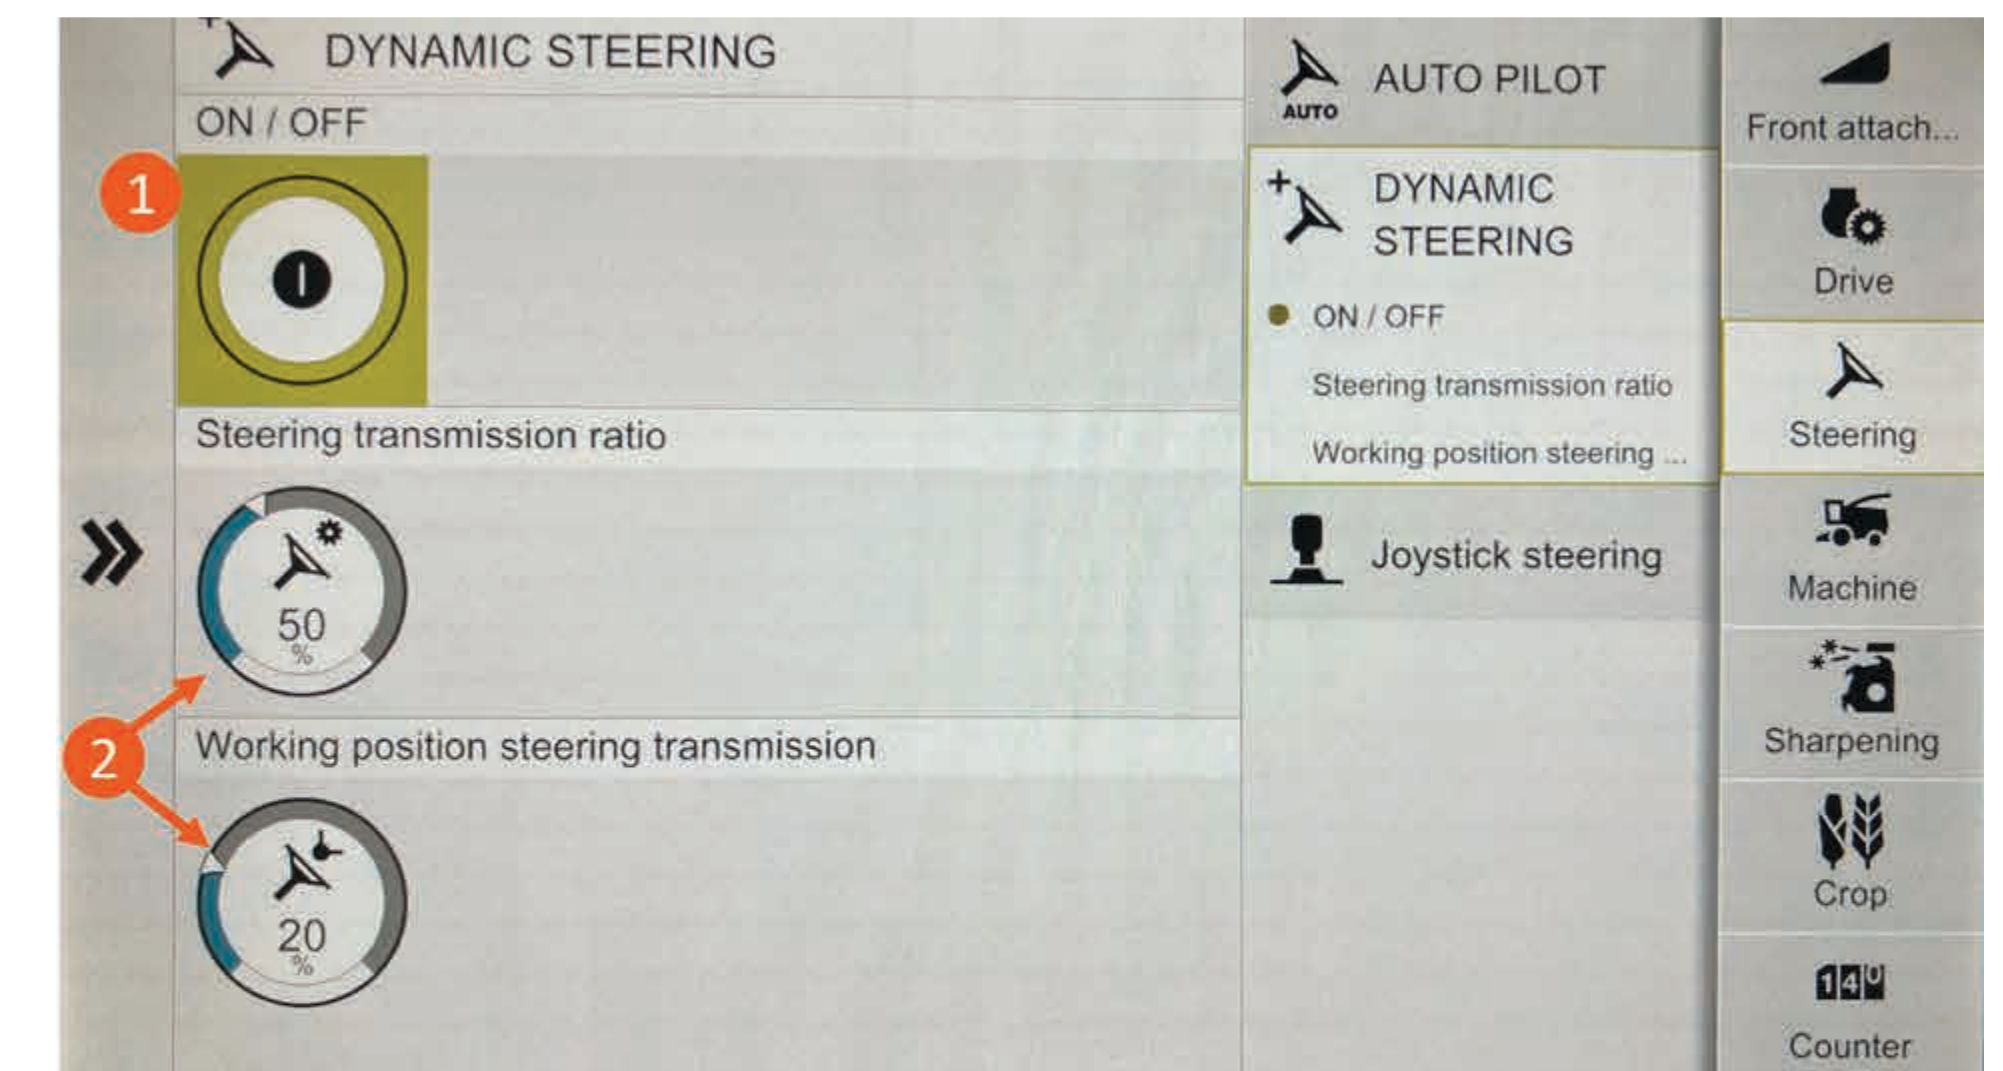 DYNAMIC STEERING
ON / OFF
1
Steering transmission ratio
50
%
2
Working position steering transmission
20
%
AUTO
AUTO PILOT
DYNAMIC
STEERING
ON / OFF
Steering transmission ratio
Working position steering ...
Joystick steering
Front attach...
Drive
Steering
Machine
Sharpening
Crop
140
Counter